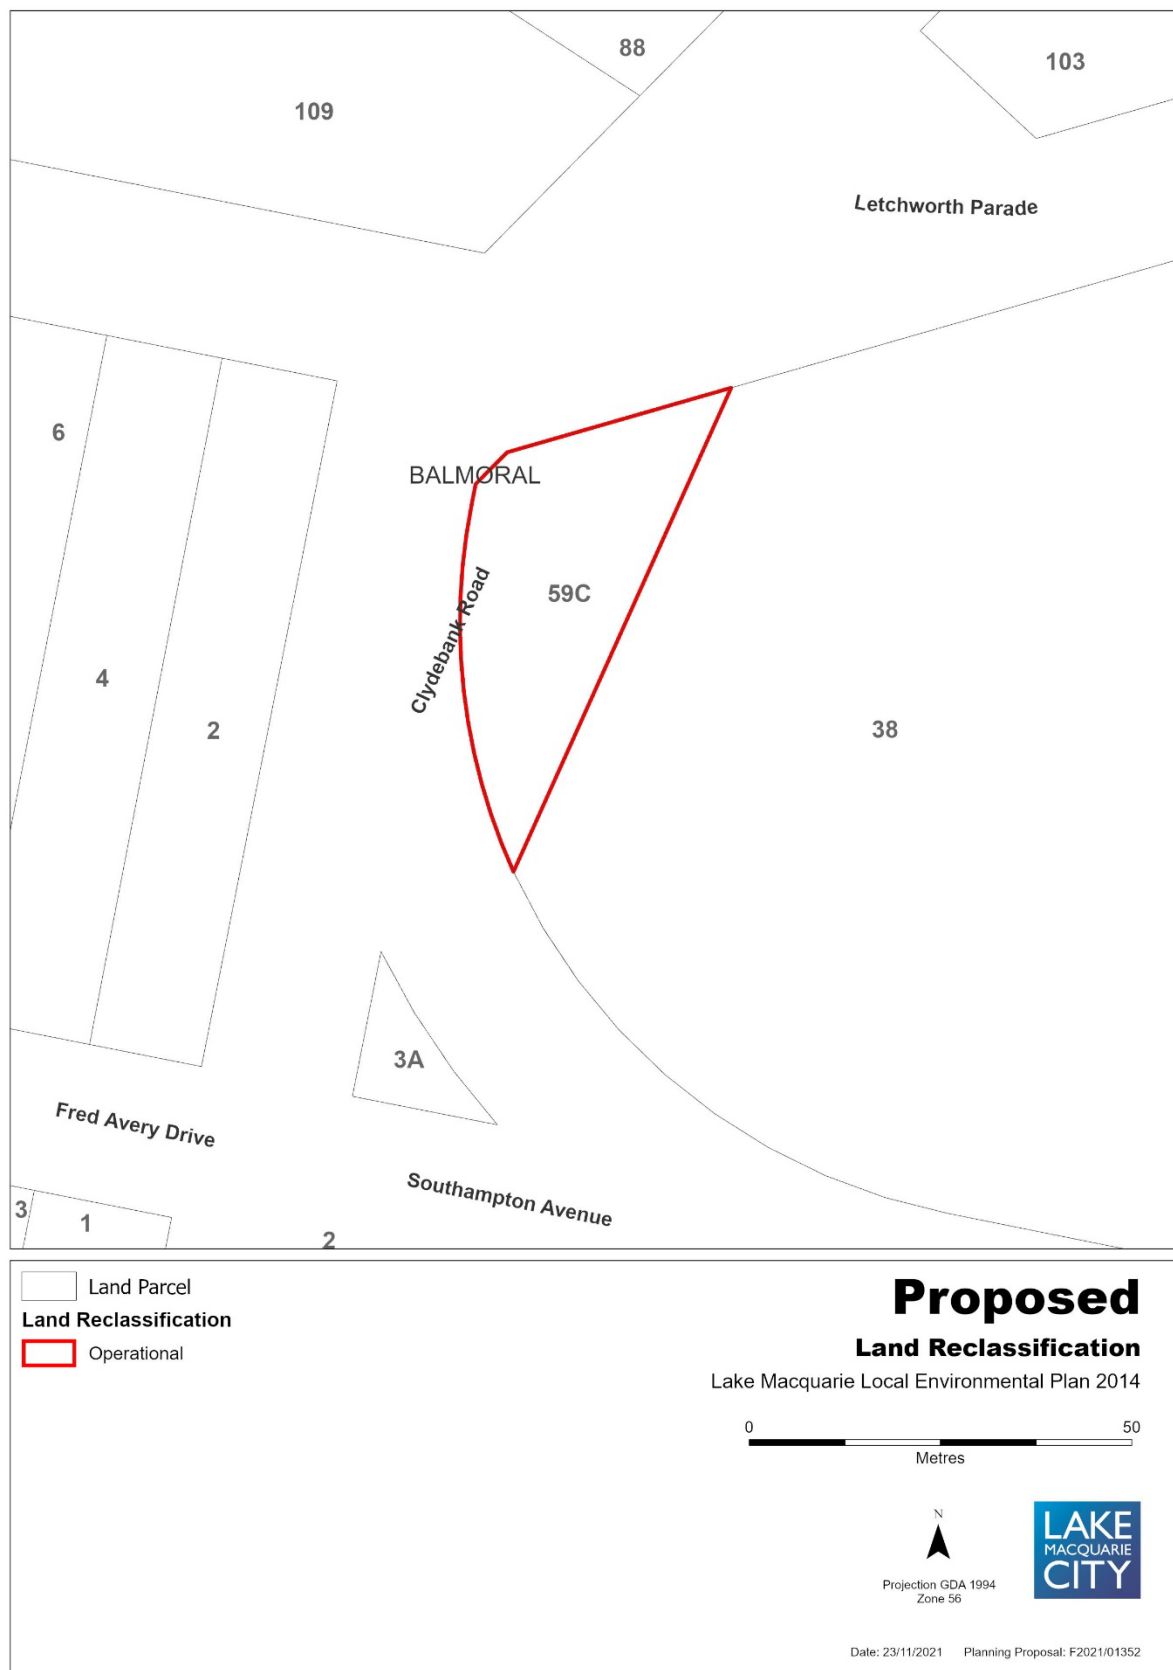 88
103
109
Letchworth Parade
6
BALMORAL
59C
Clydebank Road
4
2
38
3A
Fred Avery Drive
Southampton Avenue
3
1
2
Land Parcel
Land Reclassification
Operational
Proposed
Land Reclassification
Lake Macquarie Local Environmental Plan 2014
0 50
Metres
N
Projection GDA 1994
Zone 56
LAKE
MACQUARIE
CITY
Date: 23/11/2021 Planning Proposal: F2021/01352